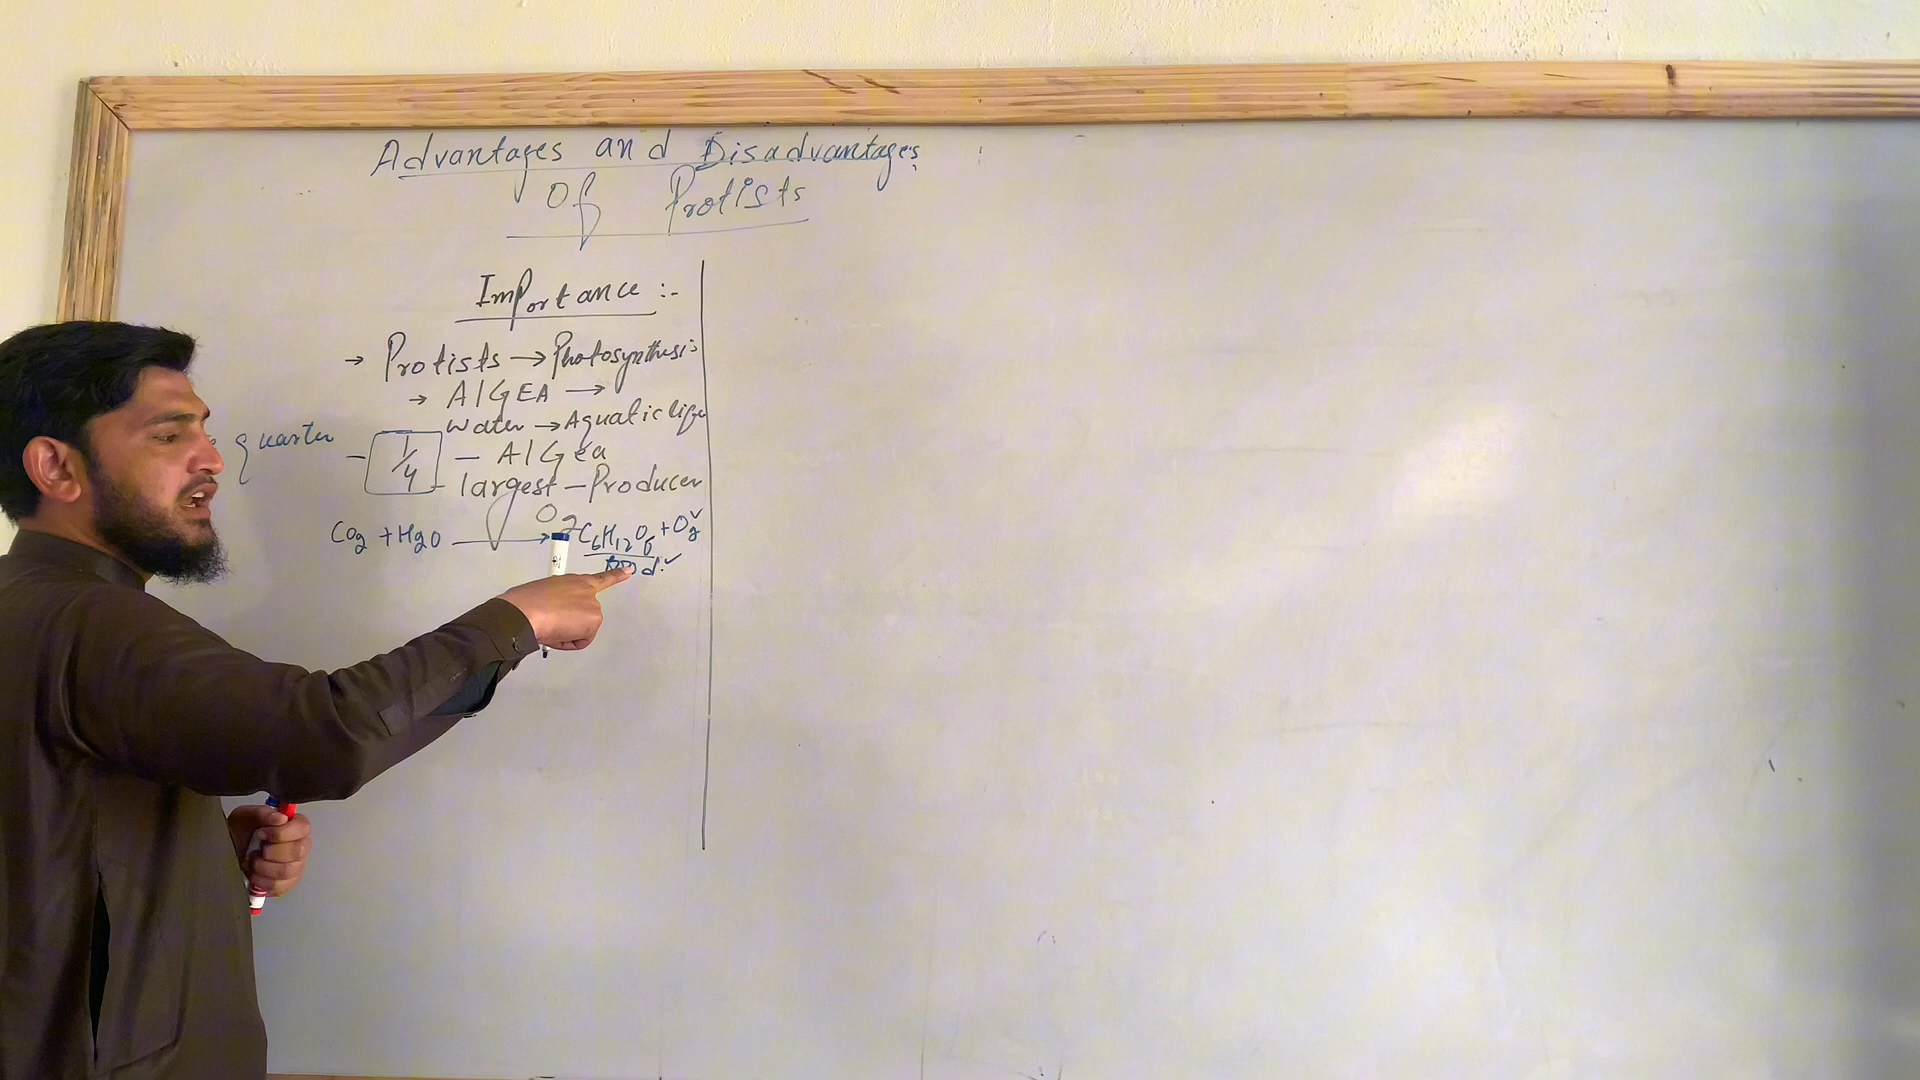 Advantages and Disadvantages
Of Protists
Importance :-
→ Protists → Photosynthesis
→ AlGEA →
Water → Aquatic life
quarter - 1/4 - AlGea
- largest - Producer
O2
CO2 + H2O → C6H12O6 + O2